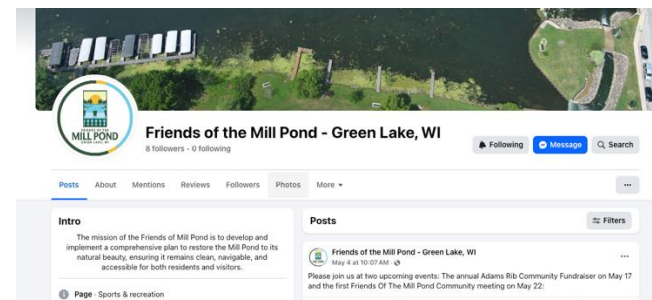 FRIENDS OF THE
MILL POND
GREEN LAKE, WI
Friends of the Mill Pond - Green Lake, WI
8 followers · 0 following
Following
Message
Search
Posts
About
Mentions
Reviews
Followers
Photos
More
Intro
The mission of the Friends of Mill Pond is to develop and
implement a comprehensive plan to restore the Mill Pond to its
natural beauty, ensuring it remains clean, navigable, and
accessible for both residents and visitors.
Page · Sports & recreation
Posts
Filters
Friends of the Mill Pond - Green Lake, WI
May 4 at 10:07 AM ·
Please join us at two upcoming events: The annual Adams Rib Community Fundraiser on May 17
and the first Friends Of The Mill Pond Community meeting on May 22: